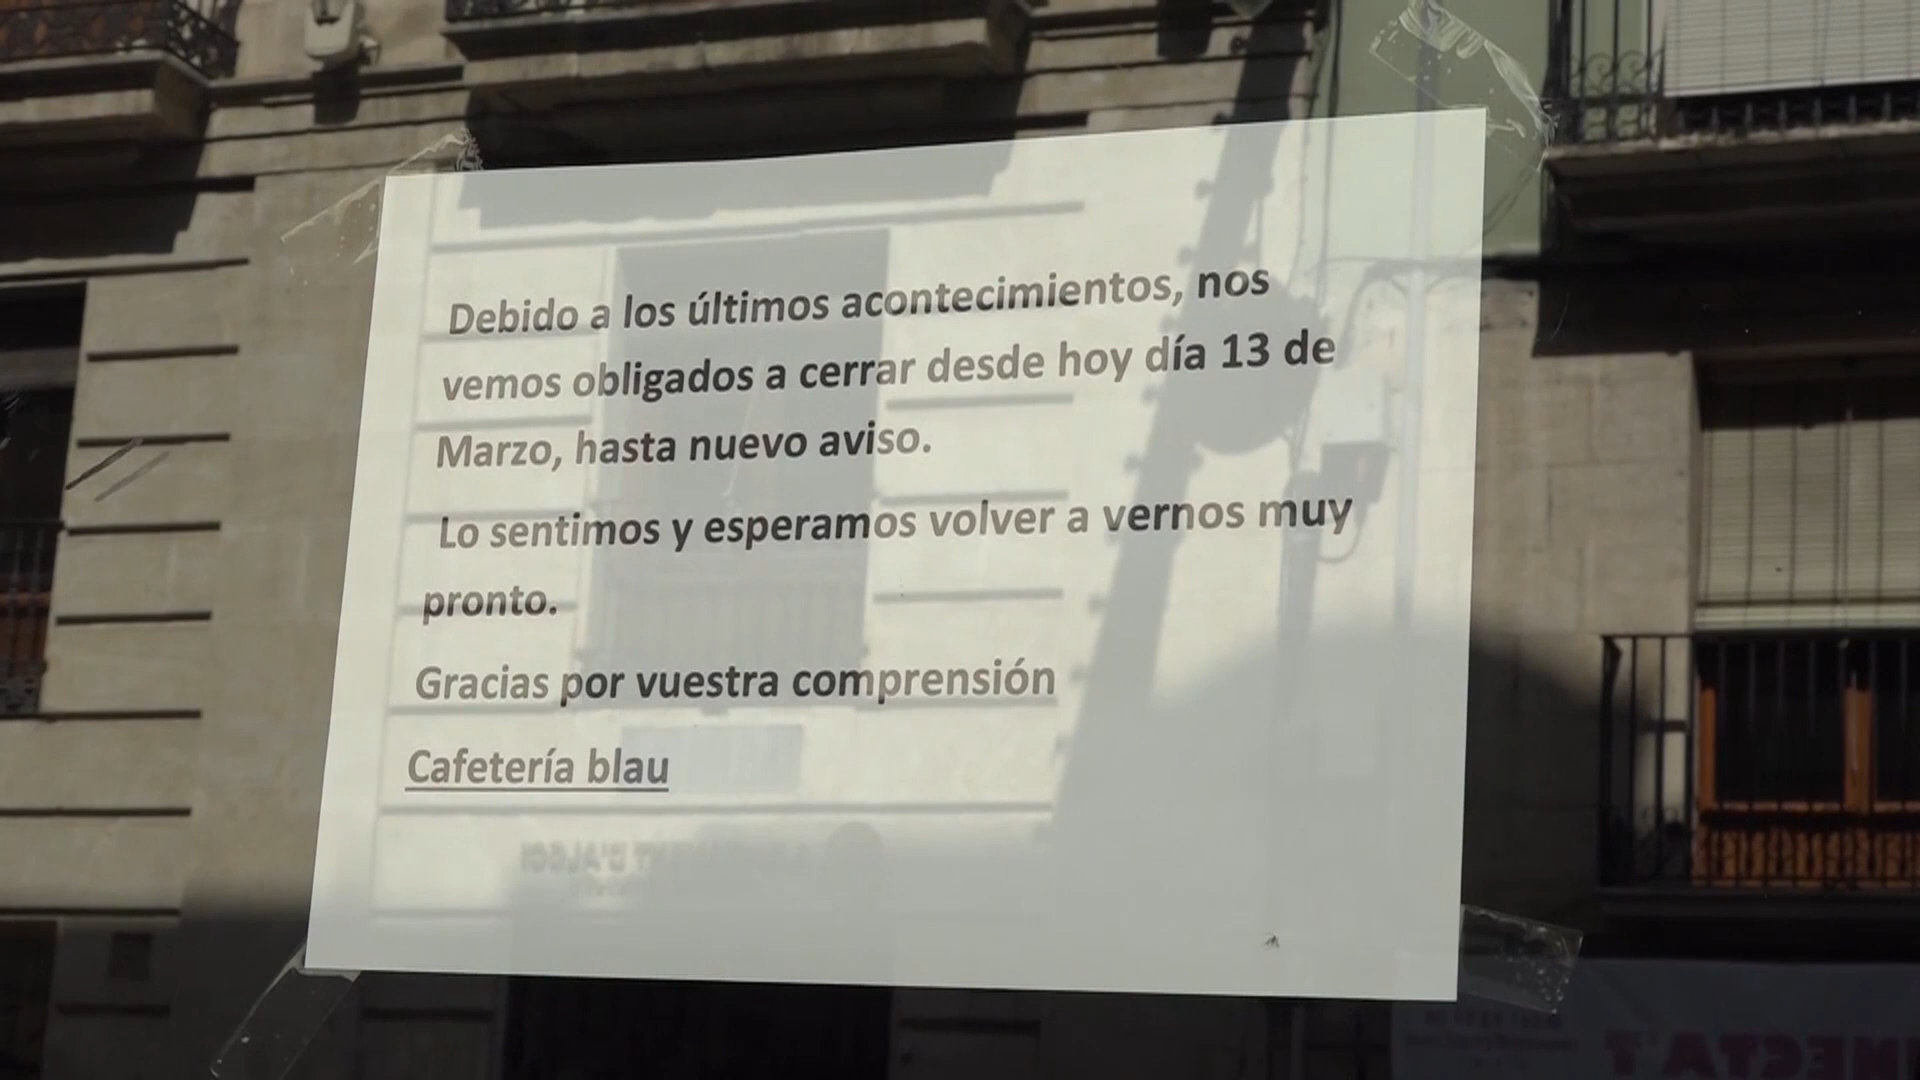 Debido a los últimos acontecimientos, nos
vemos obligados a cerrar desde hoy día 13 de
Marzo, hasta nuevo aviso.
Lo sentimos y esperamos volver a vernos muy
pronto.
Gracias por vuestra comprensión
Cafetería blau